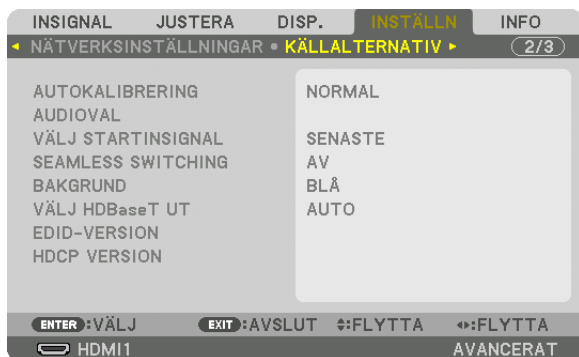 INSIGNAL JUSTERA DISP. INSTÄLLN INFO
NÄTVERKSINSTÄLLNINGAR • KÄLLALTERNATIV 2/3
AUTOKALIBRERING NORMAL
AUDIOVAL
VÄLJ STARTINSIGNAL SENASTE
SEAMLESS SWITCHING AV
BAKGRUND BLÅ
VÄLJ HDBaseT UT AUTO
EDID-VERSION
HDCP VERSION
ENTER:VÄLJ EXIT:AVSLUT :FLYTTA :FLYTTA
HDMI1 AVANCERAT